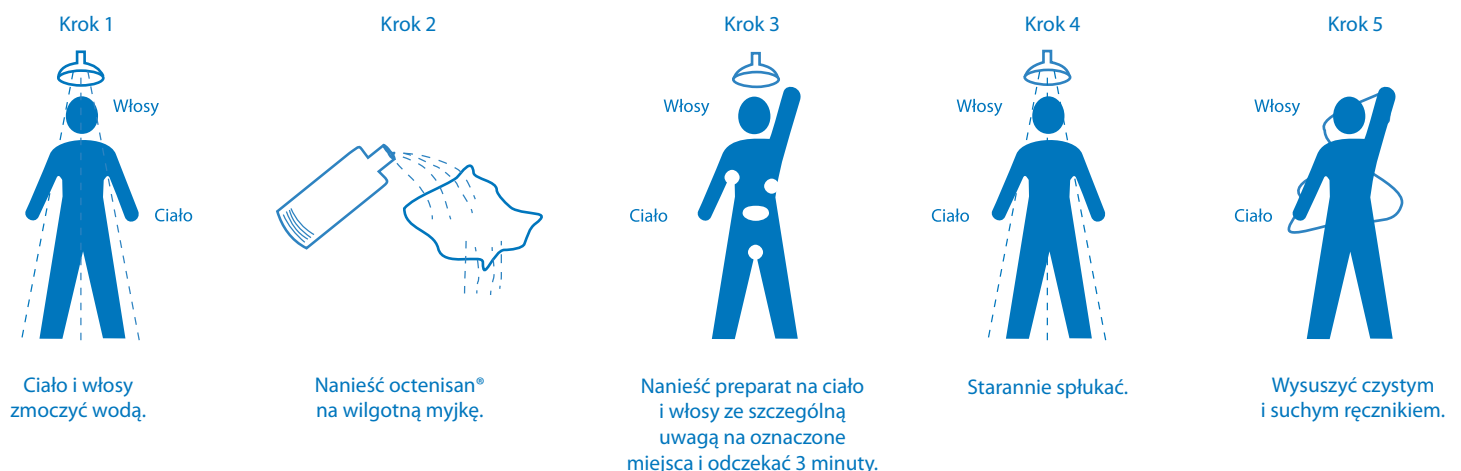 Krok 1
Włosy
Ciało
Ciało i włosy
zmoczyć wodą.
Krok 2
Nanieść octenisan®
na wilgotną myjkę.
Krok 3
Włosy
Ciało
Nanieść preparat na ciało
i włosy ze szczególną
uwagą na oznaczone
miejsca i odczekać 3 minuty.
Krok 4
Włosy
Ciało
Starannie spłukać.
Krok 5
Włosy
Ciało
Wysuszyć czystym
i suchym ręcznikiem.